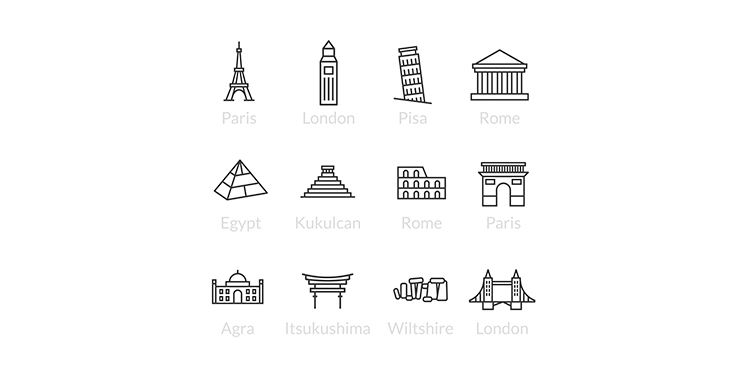 Paris
London
Pisa
Rome
Egypt
Kukulcan
Rome
Paris
Agra
Itsukushima
Wiltshire
London